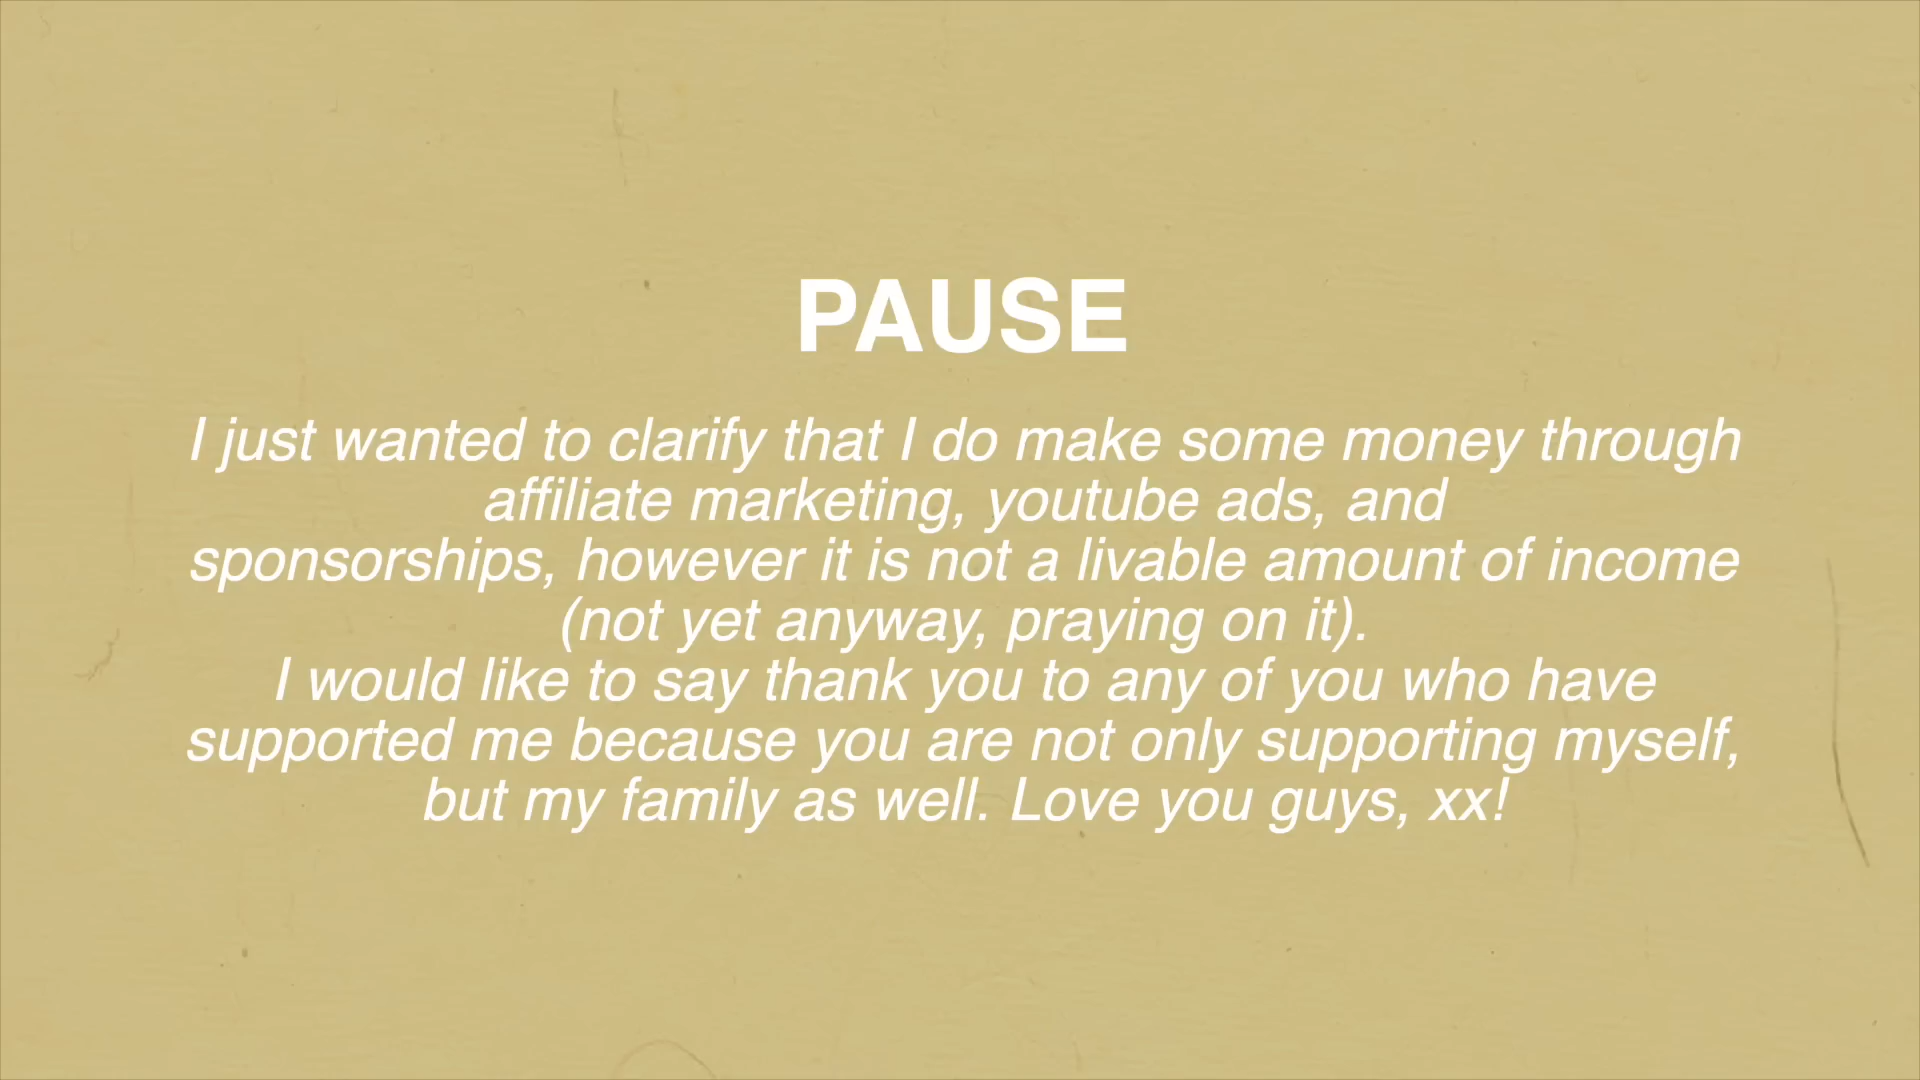 PAUSE
I just wanted to clarify that I do make some money through
affiliate marketing, youtube ads, and
sponsorships, however it is not a livable amount of income
(not yet anyway, praying on it).
I would like to say thank you to any of you who have
supported me because you are not only supporting myself,
but my family as well. Love you guys, xx!